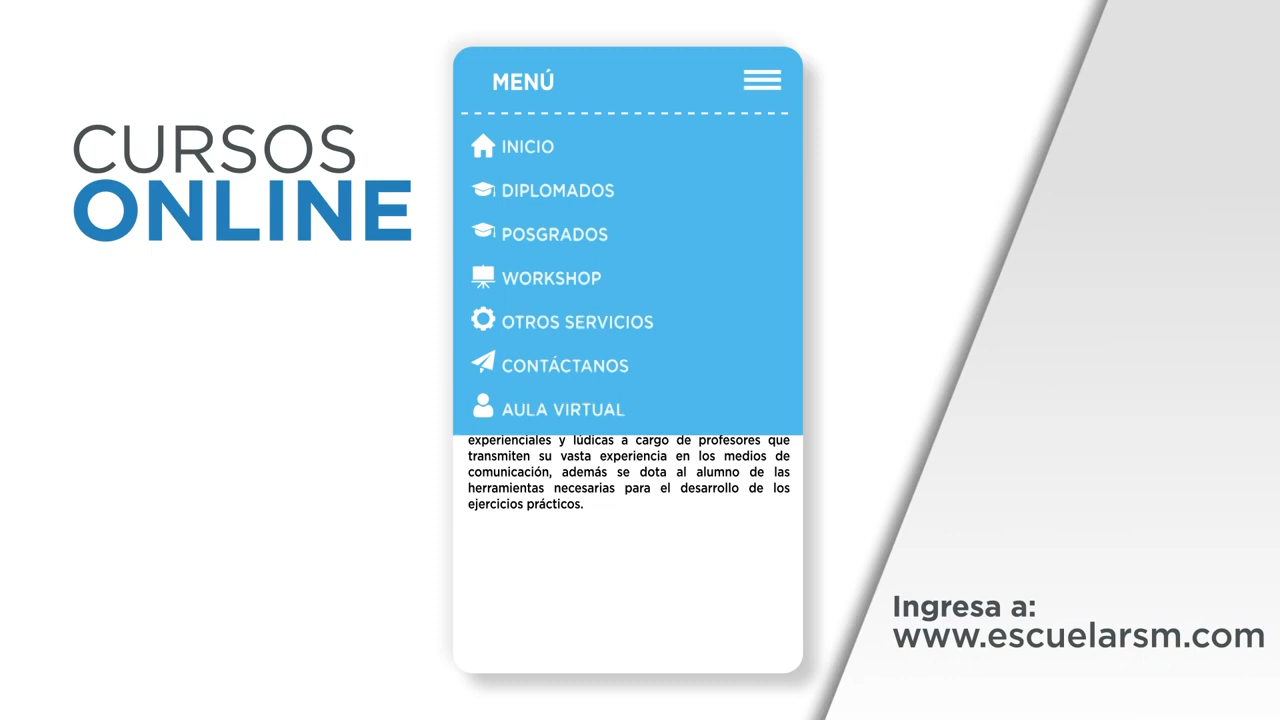 CURSOS
ONLINE
MENÚ
INICIO
DIPLOMADOS
POSGRADOS
WORKSHOP
OTROS SERVICIOS
CONTÁCTANOS
AULA VIRTUAL
experienciales y lúdicas a cargo de profesores que
transmiten su vasta experiencia en los medios de
comunicación, además se dota al alumno de las
herramientas necesarias para el desarrollo de los
ejercicios prácticos.
Ingresa a:
www.escuelarsm.com